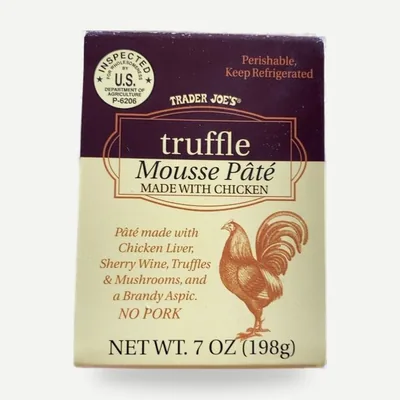 INSPECTED
FOR WHOLESOMENESS
BY
U.S.
DEPARTMENT OF
AGRICULTURE
P-6206
Perishable,
Keep Refrigerated
TRADER JOE'S®
truffle
Mousse Pâté
MADE WITH CHICKEN
Pâté made with
Chicken Liver,
Sherry Wine, Truffles
& Mushrooms, and
a Brandy Aspic.
NO PORK
NET WT. 7 OZ (198g)